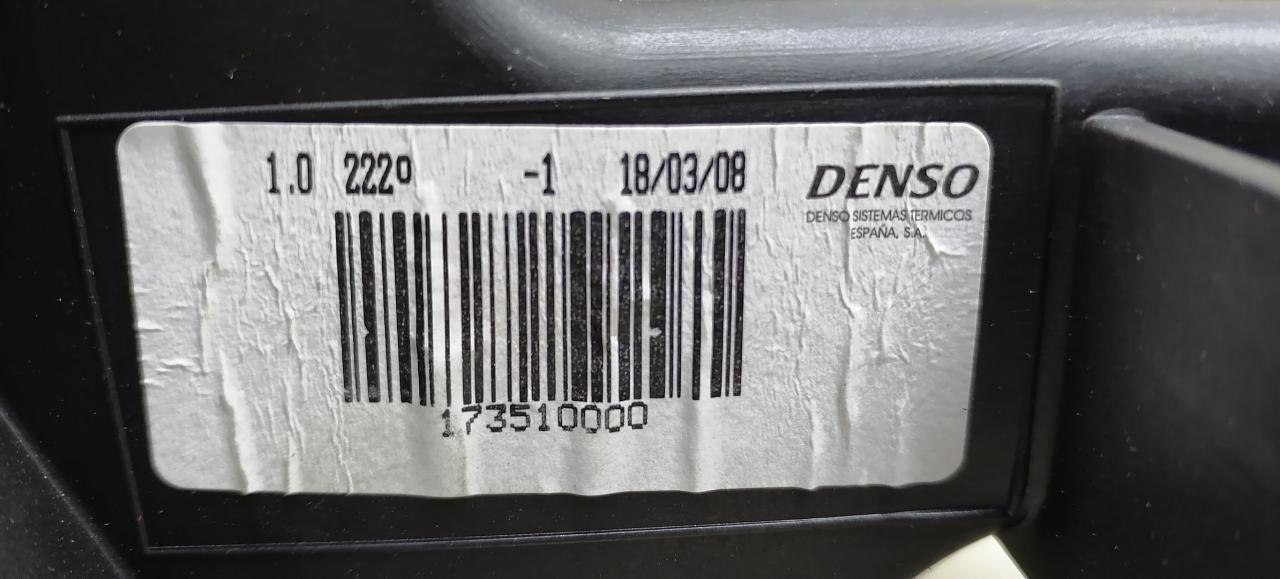 1.0 222º -1 18/03/08
DENSO
DENSO SISTEMAS TERMICOS
ESPAÑA, S.A.
173510000